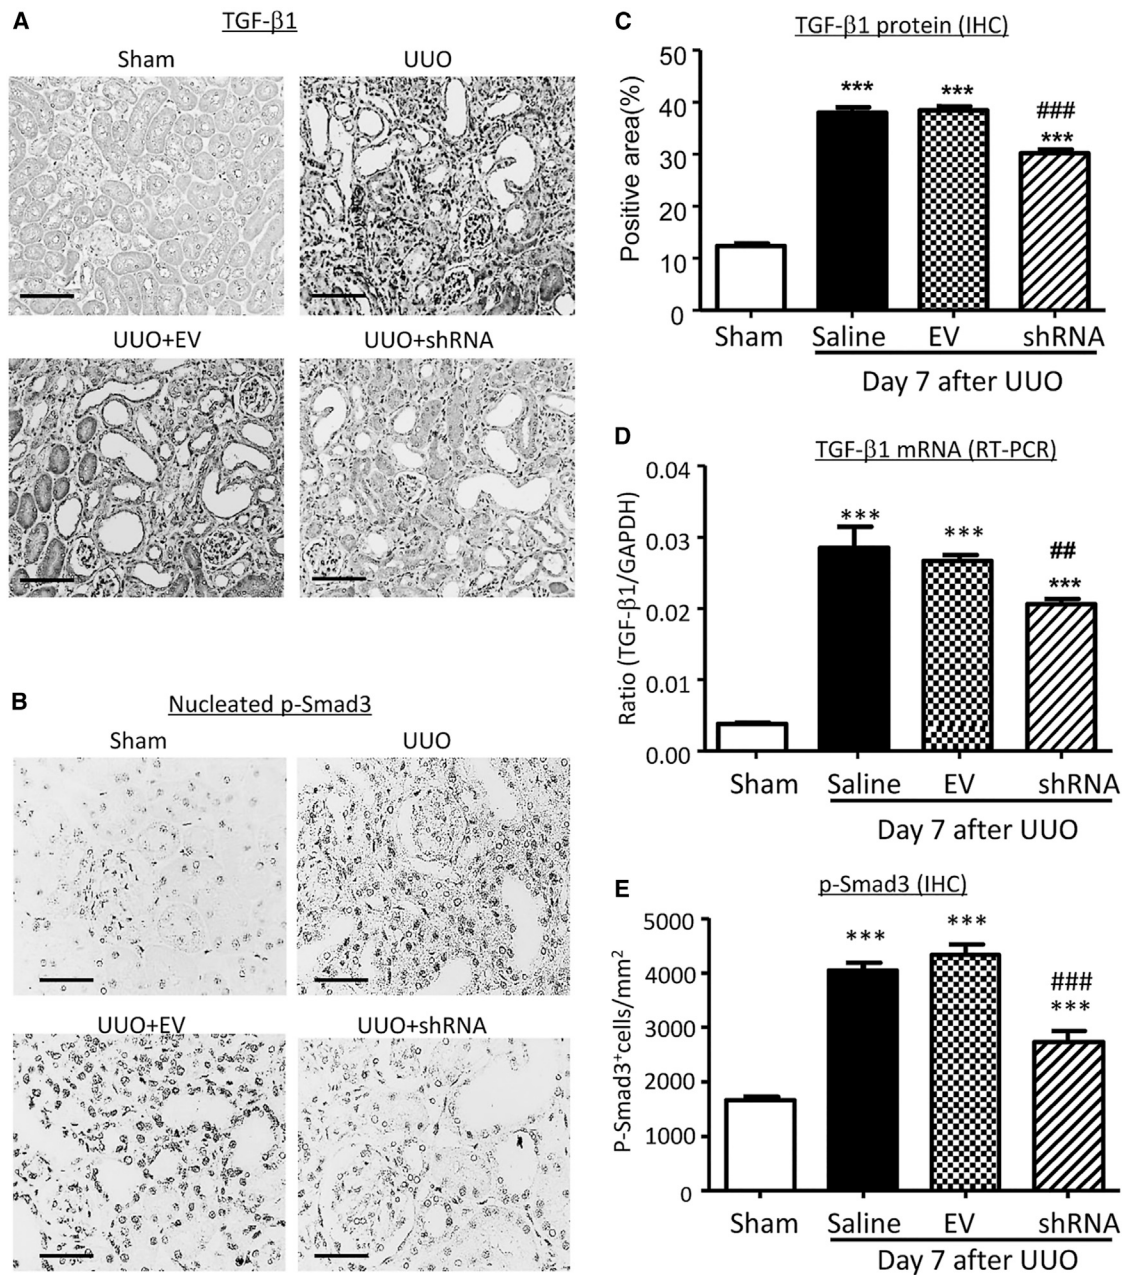 A
TGF-β1
Sham UUO
UUO+EV UUO+shRNA
B
Nucleated p-Smad3
Sham UUO
UUO+EV UUO+shRNA
C
TGF-β1 protein (IHC)
Positive area(%)
50
40
30
20
10
0
*** *** ###
***
Sham Saline EV shRNA
Day 7 after UUO
D
TGF-β1 mRNA (RT-PCR)
Ratio (TGF-β1/GAPDH)
0.04
0.03
0.02
0.01
0.00
*** *** ##
***
Sham Saline EV shRNA
Day 7 after UUO
E
p-Smad3 (IHC)
P-Smad3⁺cells/mm²
5000
4000
3000
2000
1000
0
*** *** ###
***
Sham Saline EV shRNA
Day 7 after UUO